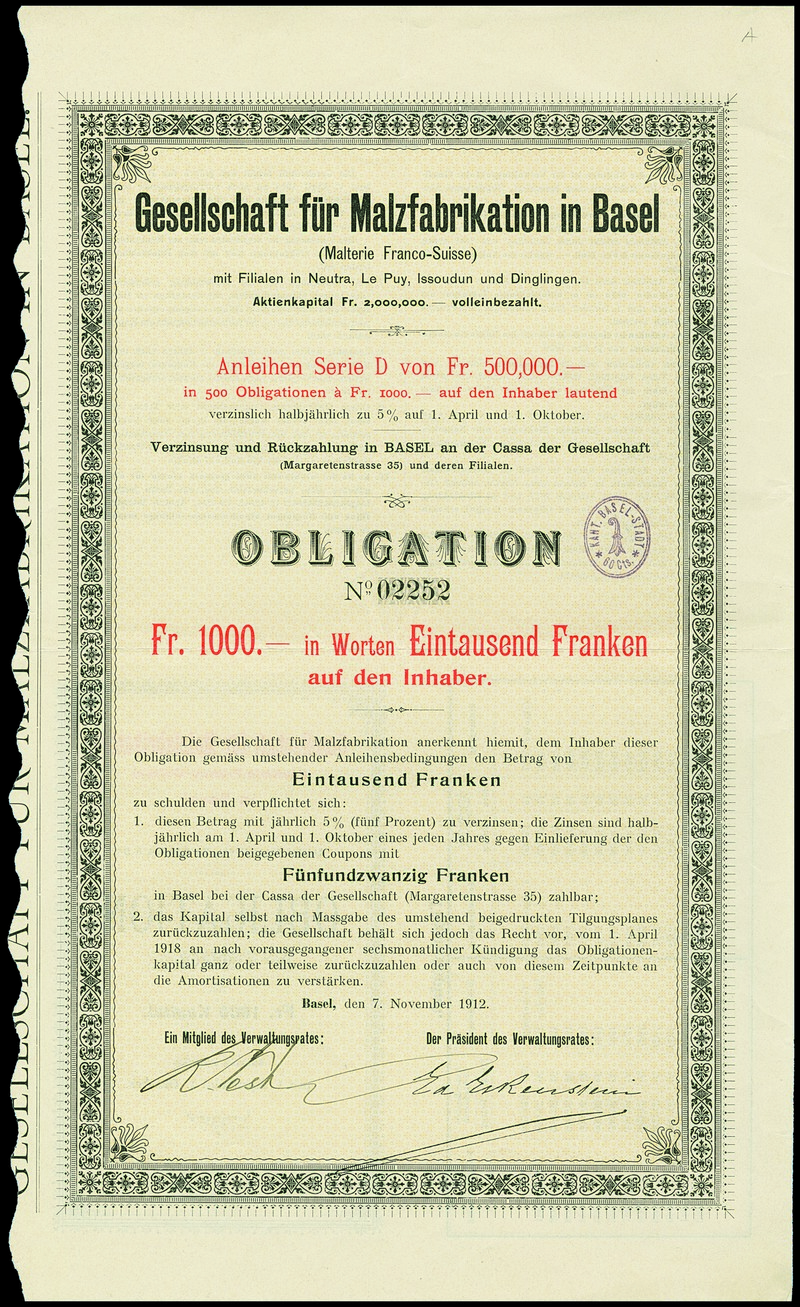 A
Gesellschaft für Malzfabrikation in Basel
(Malterie Franco-Suisse)
mit Filialen in Neutra, Le Puy, Issoudun und Dinglingen.
Aktienkapital Fr. 2,000,000.— volleinbezahlt.
Anleihen Serie D von Fr. 500,000.—
in 500 Obligationen à Fr. 1000.— auf den Inhaber lautend
verzinslich halbjährlich zu 5% auf 1. April und 1. Oktober.
Verzinsung und Rückzahlung in BASEL an der Cassa der Gesellschaft
(Margaretenstrasse 35) und deren Filialen.
KANT. BASEL-STADT
60 Cts.
OBLIGATION
No 02252
Fr. 1000.— in Worten Eintausend Franken
auf den Inhaber.
Die Gesellschaft für Malzfabrikation anerkennt hiemit, dem Inhaber dieser
Obligation gemäss umstehender Anleihensbedingungen den Betrag von
Eintausend Franken
zu schulden und verpflichtet sich:
1. diesen Betrag mit jährlich 5% (fünf Prozent) zu verzinsen; die Zinsen sind halb-
jährlich am 1. April und 1. Oktober eines jeden Jahres gegen Einlieferung der den
Obligationen beigegebenen Coupons mit
Fünfundzwanzig Franken
in Basel bei der Cassa der Gesellschaft (Margaretenstrasse 35) zahlbar;
2. das Kapital selbst nach Massgabe des umstehend beigedruckten Tilgungsplanes
zurückzuzahlen; die Gesellschaft behält sich jedoch das Recht vor, vom 1. April
1918 an nach vorausgegangener sechsmonatlicher Kündigung das Obligationen-
kapital ganz oder teilweise zurückzuzahlen oder auch von diesem Zeitpunkte an
die Amortisationen zu verstärken.
Basel, den 7. November 1912.
Ein Mitglied des Verwaltungsrates: Der Präsident des Verwaltungsrates:
GESELLSCHAFT FÜR MALZFABRIKATION IN BASEL